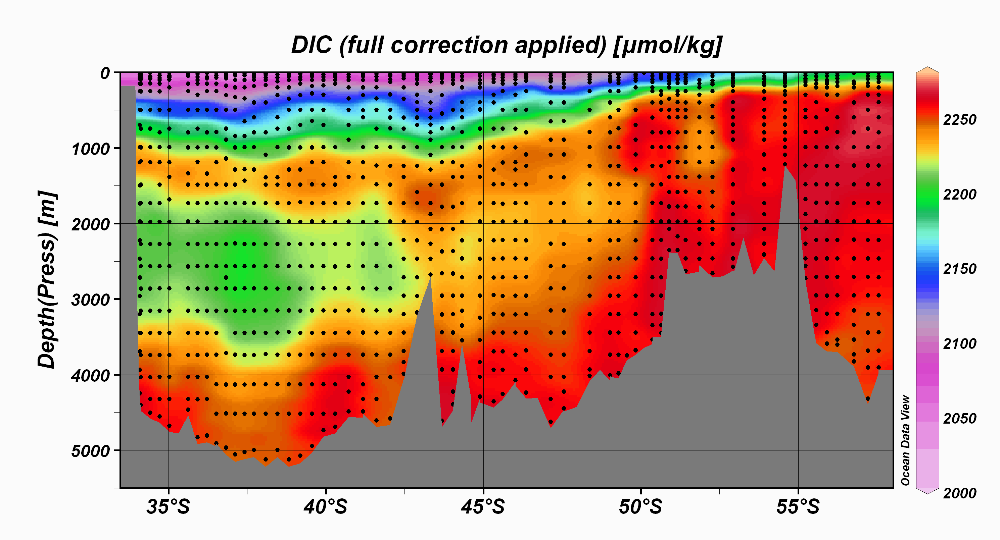 DIC (full correction applied) [µmol/kg]
Depth(Press) [m]
0
1000
2000
3000
4000
5000
35°S
40°S
45°S
50°S
55°S
Ocean Data View
2250
2200
2150
2100
2050
2000